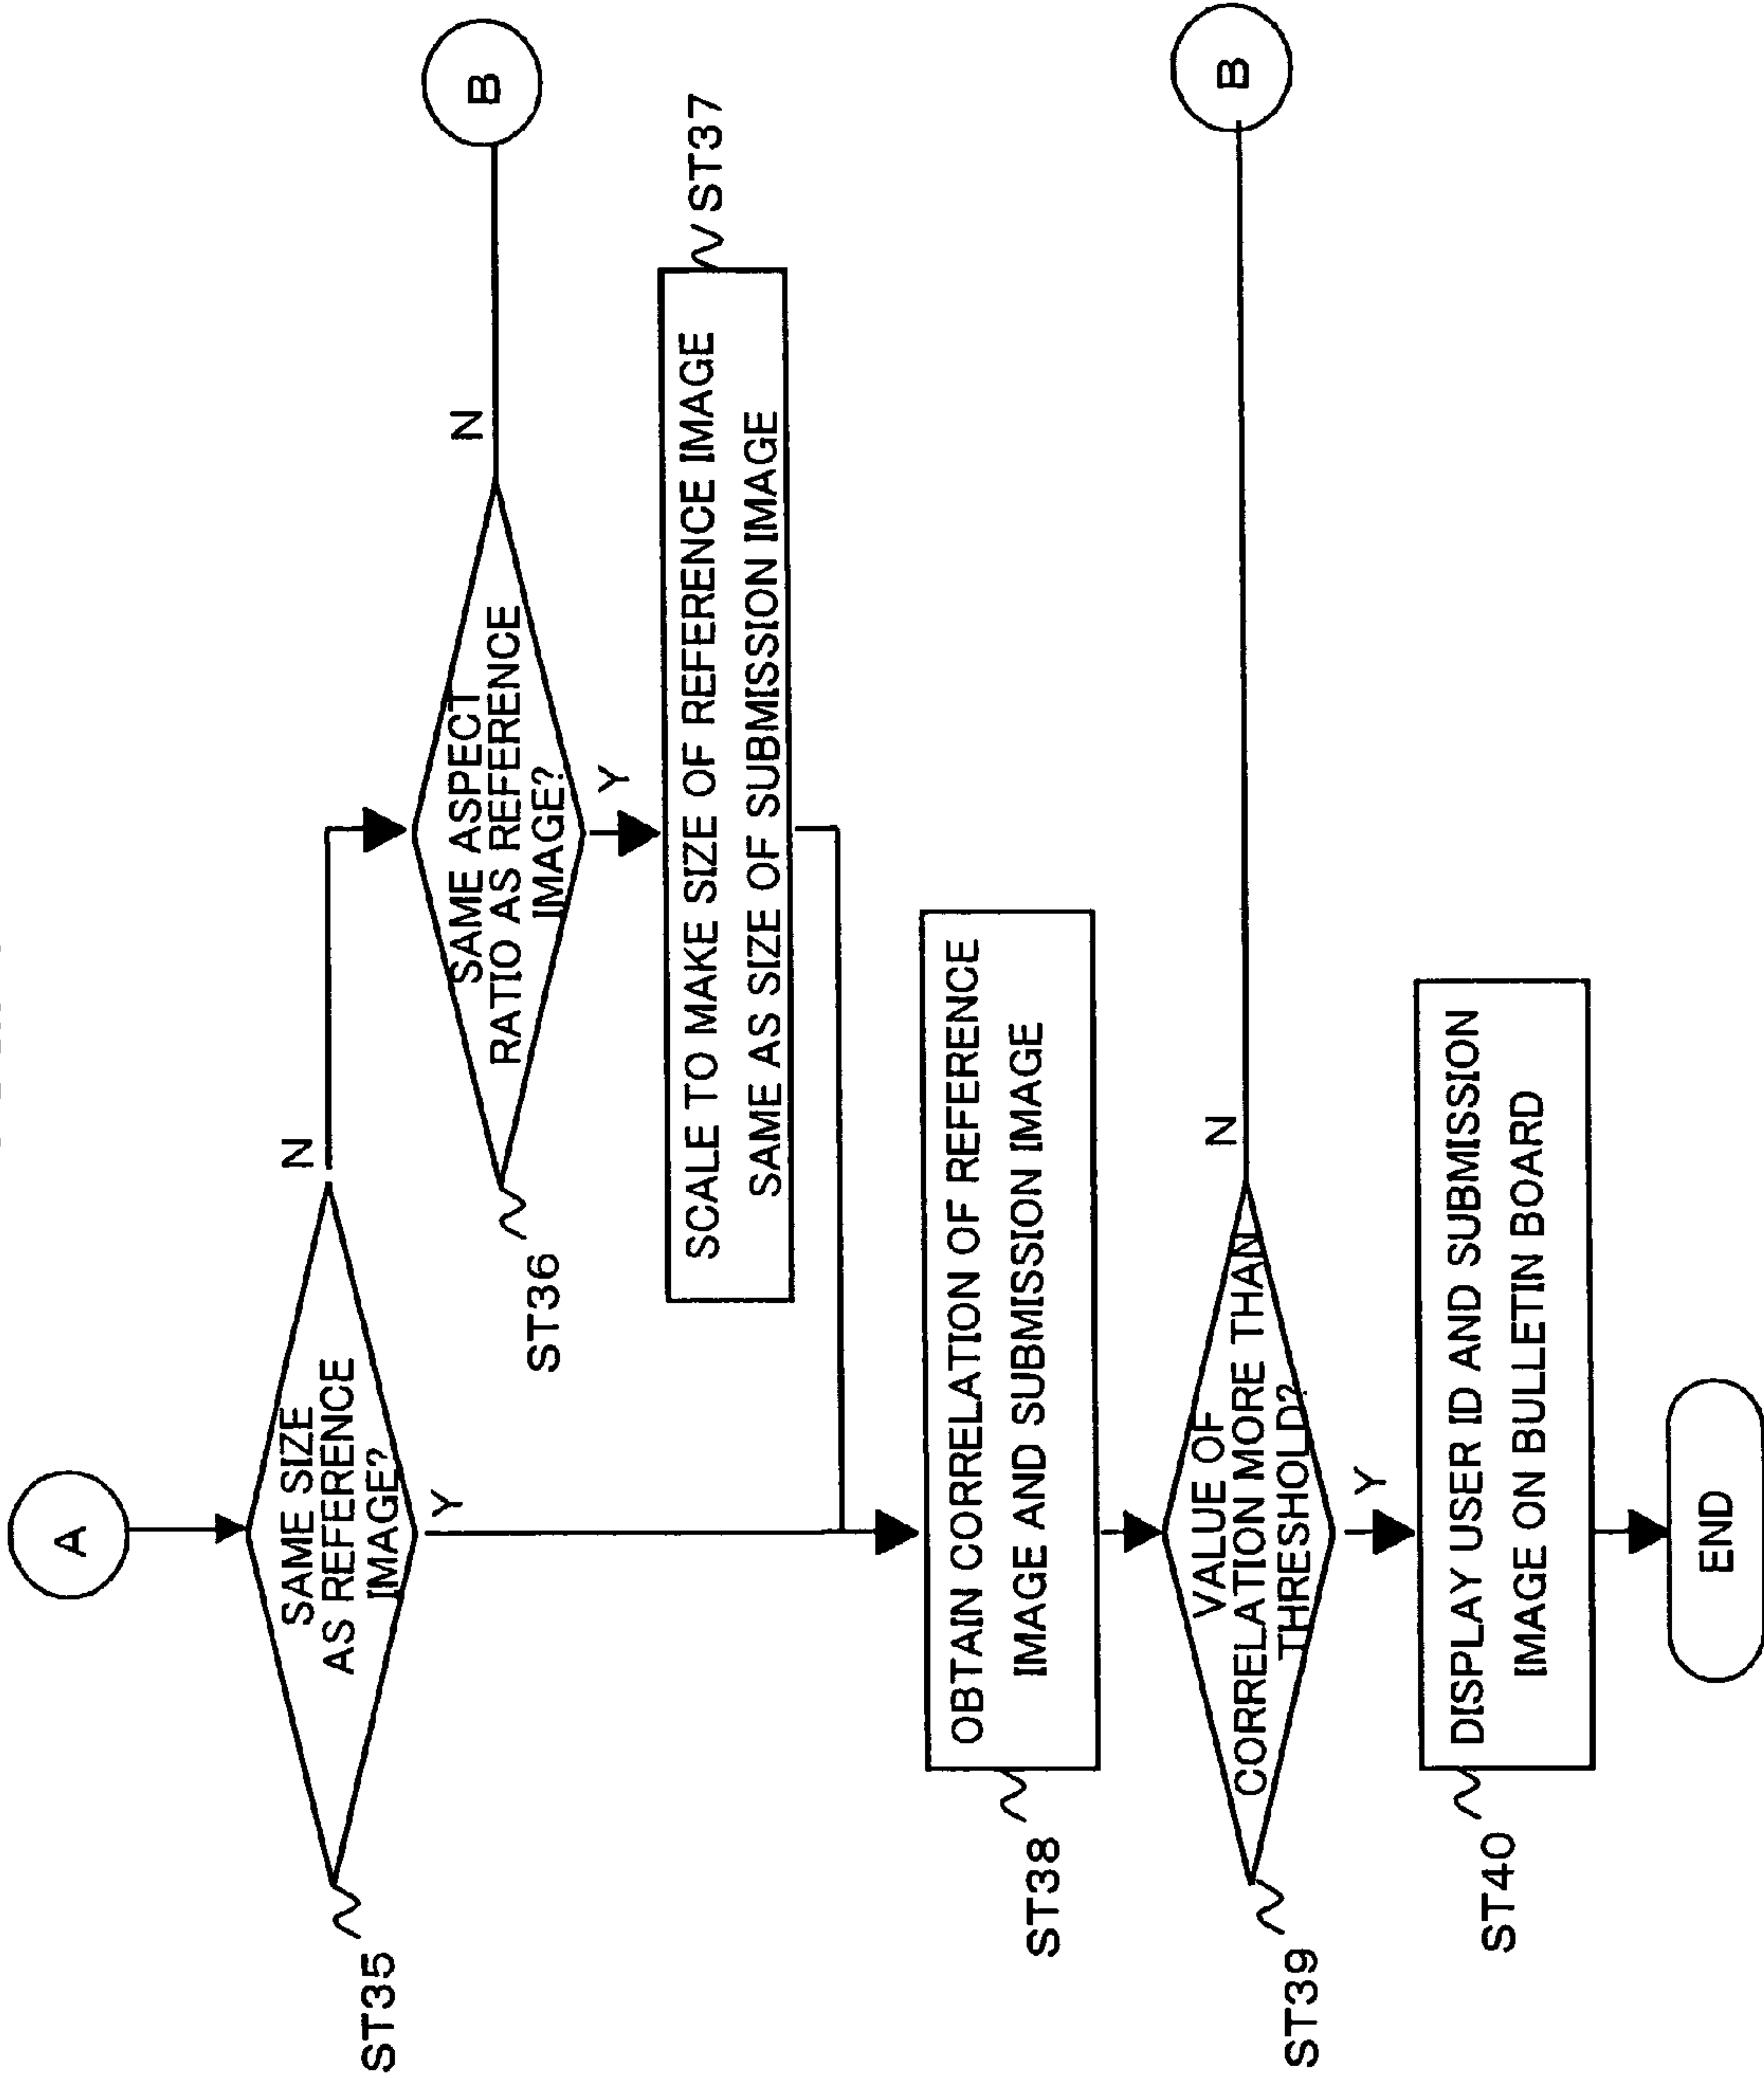 A
SAME SIZE
AS REFERENCE
IMAGE?
ST35
N
Y
SAME ASPECT
RATIO AS REFERENCE
IMAGE?
ST36
N
B
Y
SCALE TO MAKE SIZE OF REFERENCE IMAGE
SAME AS SIZE OF SUBMISSION IMAGE
ST37
OBTAIN CORRELATION OF REFERENCE
IMAGE AND SUBMISSION IMAGE
ST38
VALUE OF
CORRELATION MORE THAN
THRESHOLD?
ST39
N
B
Y
DISPLAY USER ID AND SUBMISSION
IMAGE ON BULLETIN BOARD
ST40
END